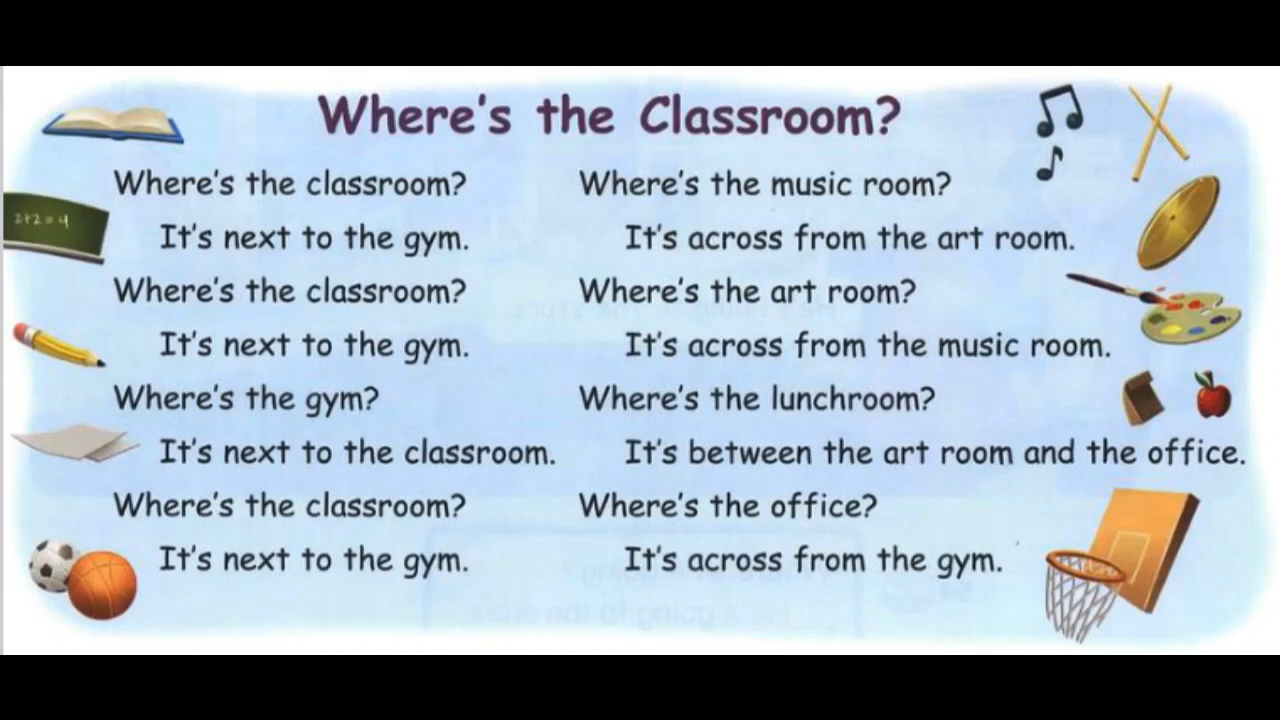 Where's the Classroom?
2+2=4
Where's the classroom?
It's next to the gym.
Where's the classroom?
It's next to the gym.
Where's the gym?
It's next to the classroom.
Where's the classroom?
It's next to the gym.
Where's the music room?
It's across from the art room.
Where's the art room?
It's across from the music room.
Where's the lunchroom?
It's between the art room and the office.
Where's the office?
It's across from the gym.